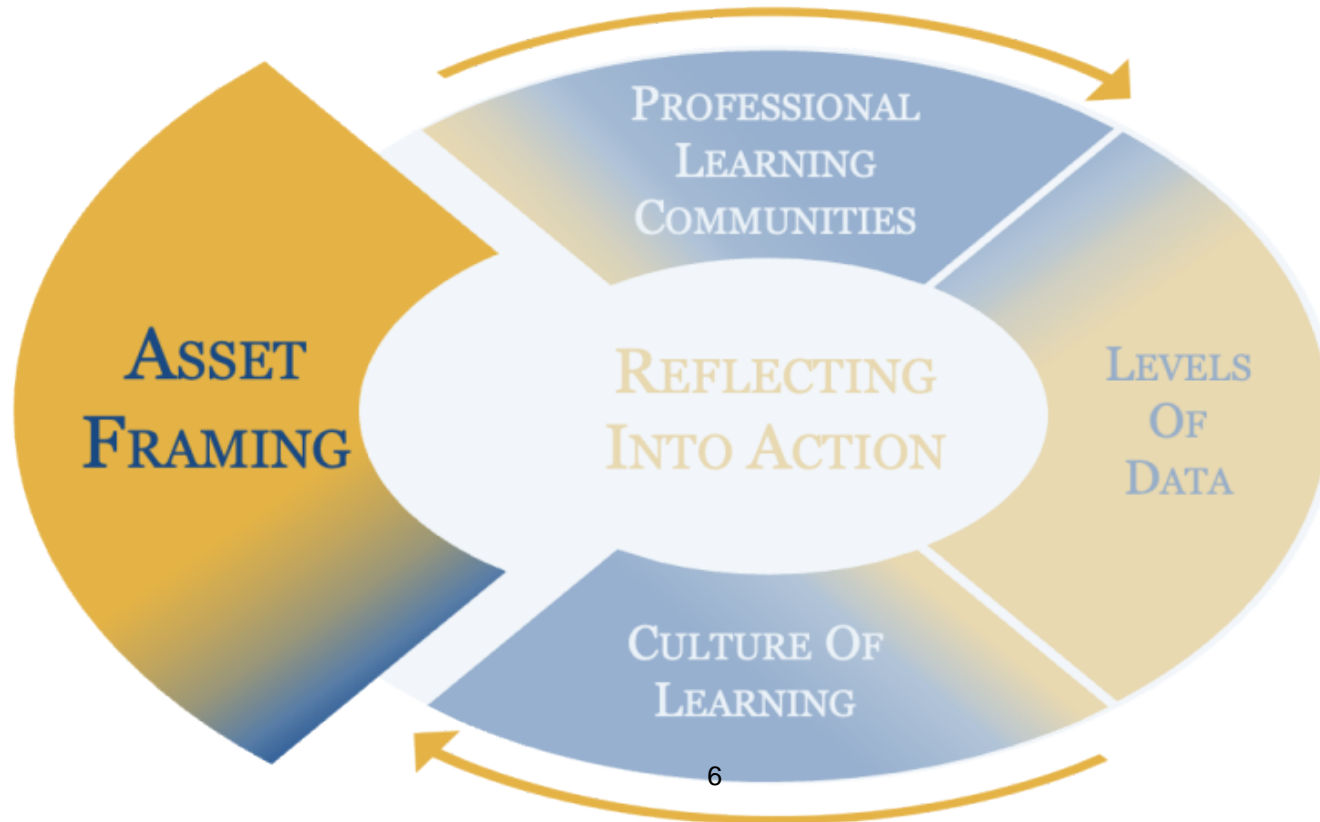 Professional
Learning
Communities
Asset
Framing
Reflecting
Into Action
Levels
Of
Data
Culture Of
Learning
6